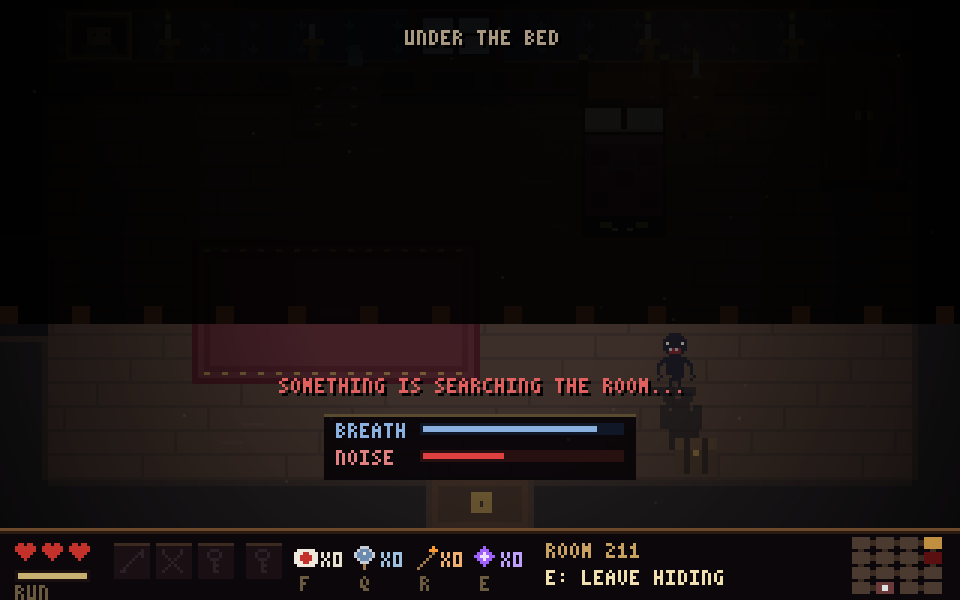 UNDER THE BED
SOMETHING IS SEARCHING THE ROOM...
BREATH
NOISE
X0 X0 X0 X0
F Q R E
RUN
ROOM 211
E: LEAVE HIDING